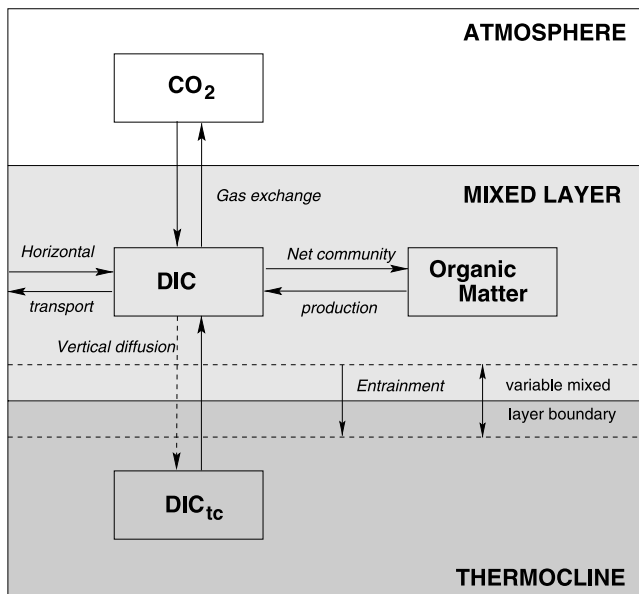 ATMOSPHERE
CO2
MIXED LAYER
Gas exchange
Horizontal
transport
DIC
Net community
production
Organic
Matter
Vertical diffusion
Entrainment
variable mixed
layer boundary
DICtc
THERMOCLINE